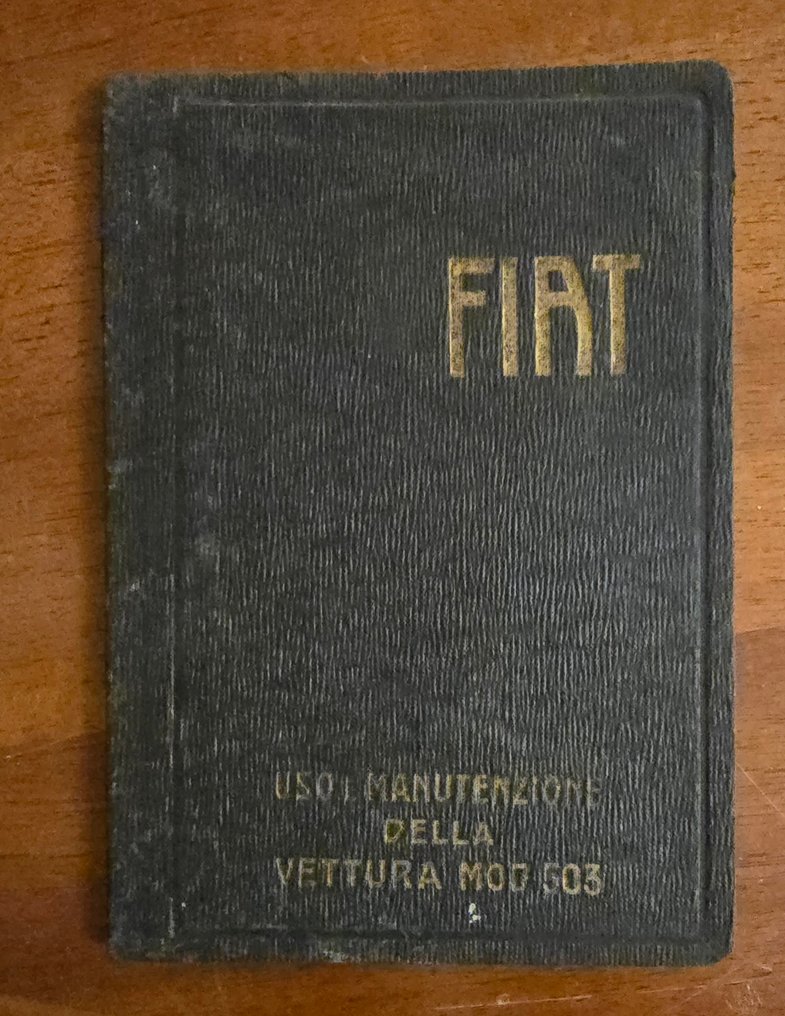 FIAT
USO E MANUTENZIONE
DELLA
VETTURA MOD 503